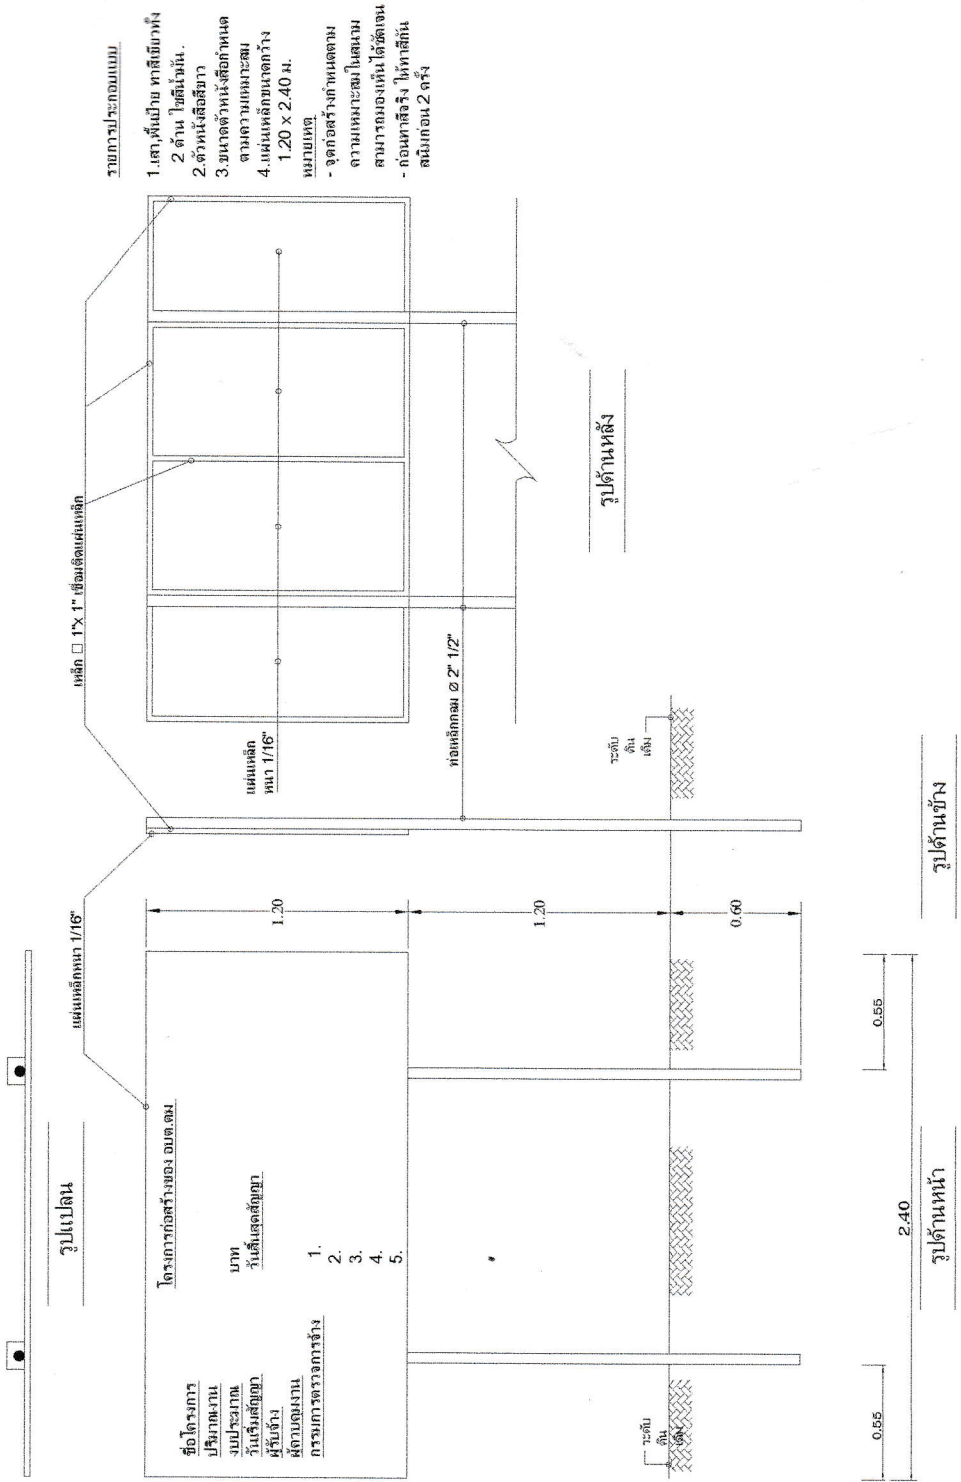 รูปแปลน
แผ่นเหล็กหนา 1/16"
เหล็ก □ 1"x 1" เชื่อมติดแผ่นเหล็ก
โครงการก่อสร้างของ อบต.คม
ชื่อโครงการ
ปริมาณงาน
งบประมาณ บาท
วันเริ่มสัญญา วันสิ้นสุดสัญญา
ผู้รับจ้าง
ผู้ควบคุมงาน
กรรมการตรวจการจ้าง 1.
2.
3.
4.
5.
1.20
1.20
0.60
แผ่นเหล็ก
หนา 1/16"
ท่อเหล็กกลม Ø 2" 1/2"
ระดับ
ดิน
เดิม
ระดับ
ดิน
เดิม
0.55
0.55
2.40
รูปด้านหน้า
รูปด้านข้าง
รูปด้านหลัง
รายการประกอบแบบ
1.เสา,พื้นป้าย ทาสีเขียวทั้ง
2 ด้าน ใช้สีน้ำมัน.
2.ตัวหนังสือสีขาว
3.ขนาดตัวหนังสือกำหนด
ตามความเหมาะสม
4.แผ่นเหล็กขนาดกว้าง
1.20 x 2.40 ม.
หมายเหตุ
- จุดก่อสร้างกำหนดตาม
ความเหมาะสมในสนาม
สามารถมองเห็นได้ชัดเจน
- ก่อนทาสีจริง ให้ทาสีกัน
สนิมก่อน 2 ครั้ง